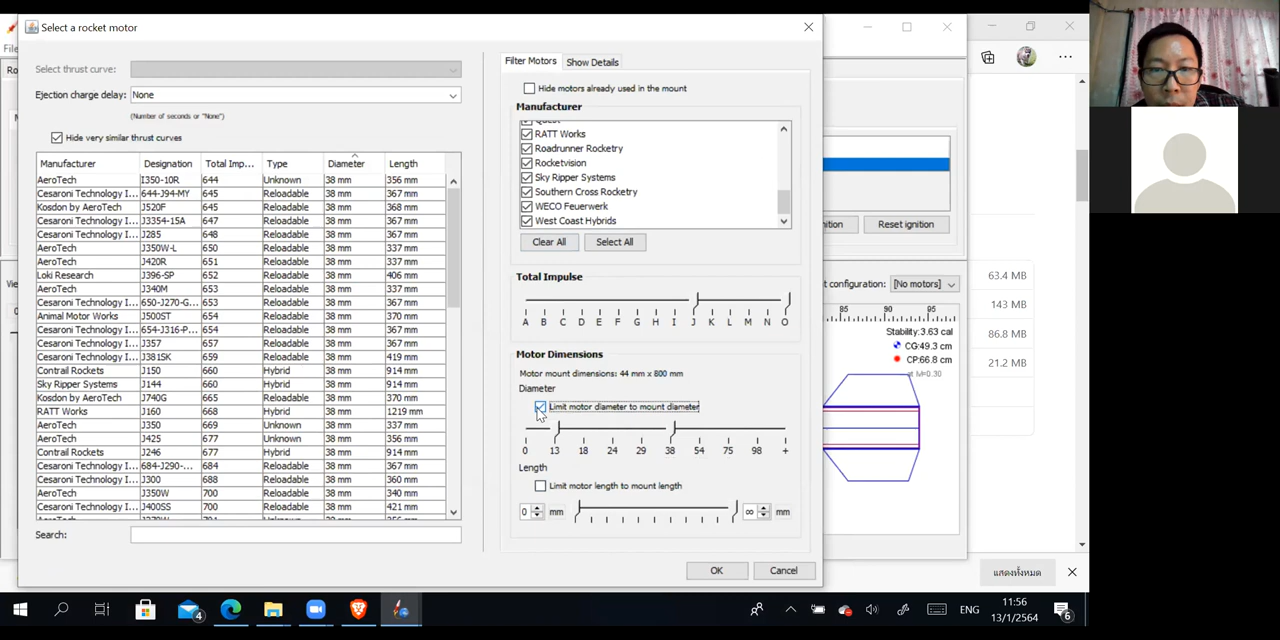 Select a rocket motor
Select thrust curve:
Ejection charge delay: None
(Number of seconds or "None")
Hide very similar thrust curves
Manufacturer Designation Total Imp... Type Diameter Length
AeroTech I350-10R 644 Unknown 38 mm 356 mm
Cesaroni Technology I... 644-J94-MY 645 Reloadable 38 mm 367 mm
Kosdon by AeroTech J520F 645 Reloadable 38 mm 368 mm
Cesaroni Technology I... J3354-15A 647 Reloadable 38 mm 367 mm
Cesaroni Technology I... J285 648 Reloadable 38 mm 367 mm
AeroTech J350W-L 650 Reloadable 38 mm 337 mm
AeroTech J420R 651 Reloadable 38 mm 337 mm
Loki Research J396-SP 652 Reloadable 38 mm 406 mm
AeroTech J340M 653 Reloadable 38 mm 337 mm
Cesaroni Technology I... 650-J270-G... 653 Reloadable 38 mm 367 mm
Animal Motor Works J500ST 654 Reloadable 38 mm 370 mm
Cesaroni Technology I... 654-J316-P... 654 Reloadable 38 mm 367 mm
Cesaroni Technology I... J357 657 Reloadable 38 mm 367 mm
Cesaroni Technology I... J381SK 659 Reloadable 38 mm 419 mm
Contrail Rockets J150 660 Hybrid 38 mm 914 mm
Sky Ripper Systems J144 660 Hybrid 38 mm 914 mm
AeroTech J740G 665 Reloadable 38 mm 370 mm
RATT Works J160 668 Hybrid 38 mm 1219 mm
AeroTech J350 669 Unknown 38 mm 356 mm
AeroTech J425 677 Unknown 38 mm 356 mm
Contrail Rockets J246 677 Hybrid 38 mm 914 mm
Cesaroni Technology I... 684-J290-... 684 Reloadable 38 mm 367 mm
Cesaroni Technology I... J300 688 Reloadable 38 mm 360 mm
AeroTech J350W 700 Reloadable 38 mm 340 mm
Cesaroni Technology I... J400SS 700 Reloadable 38 mm 421 mm
Search:
Filter Motors Show Details
Hide motors already used in the mount
Manufacturer
Quest
RATT Works
Roadrunner Rocketry
Rocketvision
Sky Ripper Systems
Southern Cross Rocketry
WECO Feuerwerk
West Coast Hybrids
Clear All Select All
Total Impulse
A B C D E F G H I J K L M N O
Motor Dimensions
Motor mount dimensions: 44 mm x 800 mm
Diameter
Limit motor diameter to mount diameter
0 13 18 24 29 38 54 75 98 +
Length
Limit motor length to mount length
0 mm ∞ mm
OK Cancel
Reset ignition
[No motors]
85 90 95
Stability: 3.63 cal
CG:49.3 cm
CP:66.8 cm
at M=0.30
63.4 MB
143 MB
86.8 MB
21.2 MB
แสดงทั้งหมด
4
ENG
11:56
13/1/2564
6